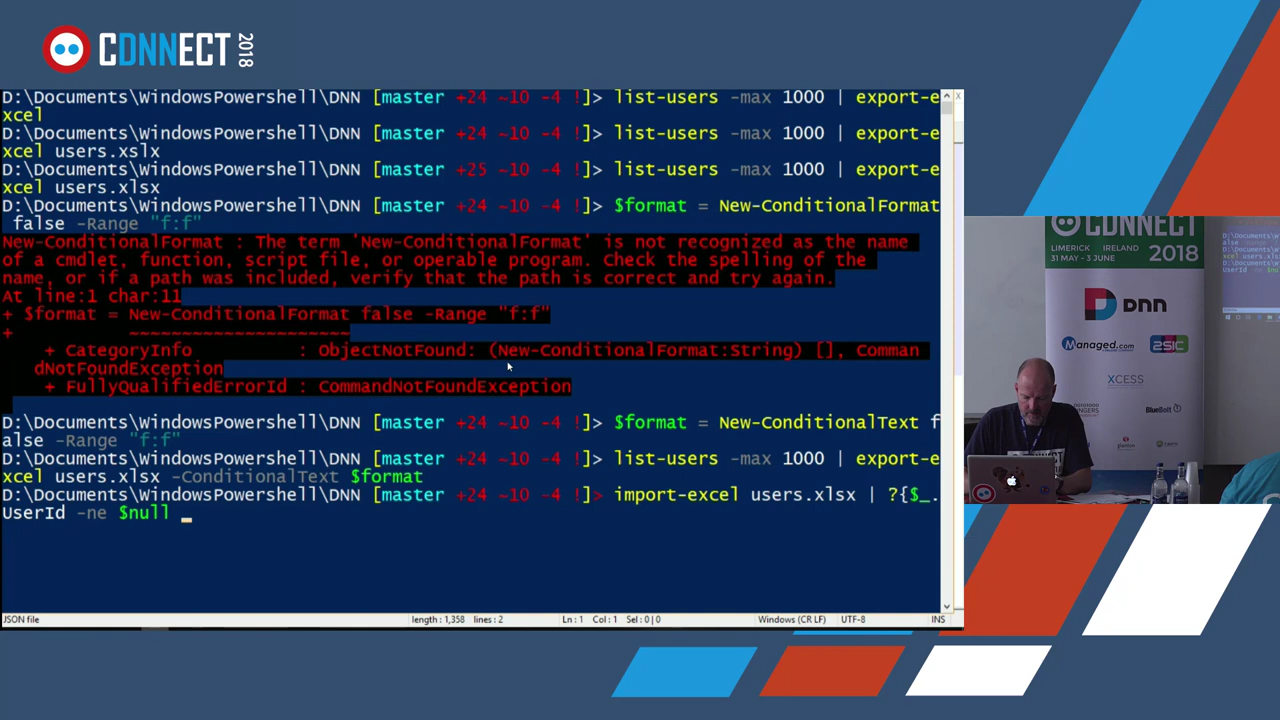 CDNNECT 2018
D:\Documents\WindowsPowershell\DNN [master +24 ~10 -4 !]> list-users -max 1000 | export-e
xcel
D:\Documents\WindowsPowershell\DNN [master +24 ~10 -4 !]> list-users -max 1000 | export-e
xcel users.xslx
D:\Documents\WindowsPowershell\DNN [master +25 ~10 -4 !]> list-users -max 1000 | export-e
xcel users.xlsx
D:\Documents\WindowsPowershell\DNN [master +24 ~10 -4 !]> $format = New-ConditionalFormat
false -Range "f:f"
New-ConditionalFormat : The term 'New-ConditionalFormat' is not recognized as the name
of a cmdlet, function, script file, or operable program. Check the spelling of the
name, or if a path was included, verify that the path is correct and try again.
At line:1 char:11
+ $format = New-ConditionalFormat false -Range "f:f"
+ ~~~~~~~~~~~~~~~~~~~~~
+ CategoryInfo : ObjectNotFound: (New-ConditionalFormat:String) [], Comman
dNotFoundException
+ FullyQualifiedErrorId : CommandNotFoundException
D:\Documents\WindowsPowershell\DNN [master +24 ~10 -4 !]> $format = New-ConditionalText f
alse -Range "f:f"
D:\Documents\WindowsPowershell\DNN [master +24 ~10 -4 !]> list-users -max 1000 | export-e
xcel users.xlsx -ConditionalText $format
D:\Documents\WindowsPowershell\DNN [master +24 ~10 -4 !]> import-excel users.xlsx | ?{$_.
UserId -ne $null _
JSON file length : 1,358 lines : 2 Ln : 1 Col : 1 Sel : 0 | 0 Windows (CR LF) UTF-8 INS
CONNECT
LIMERICK IRELAND
31 MAY - 3 JUNE 2018
DNN
Managed.com
2SIC
XCESS
BlueBolt